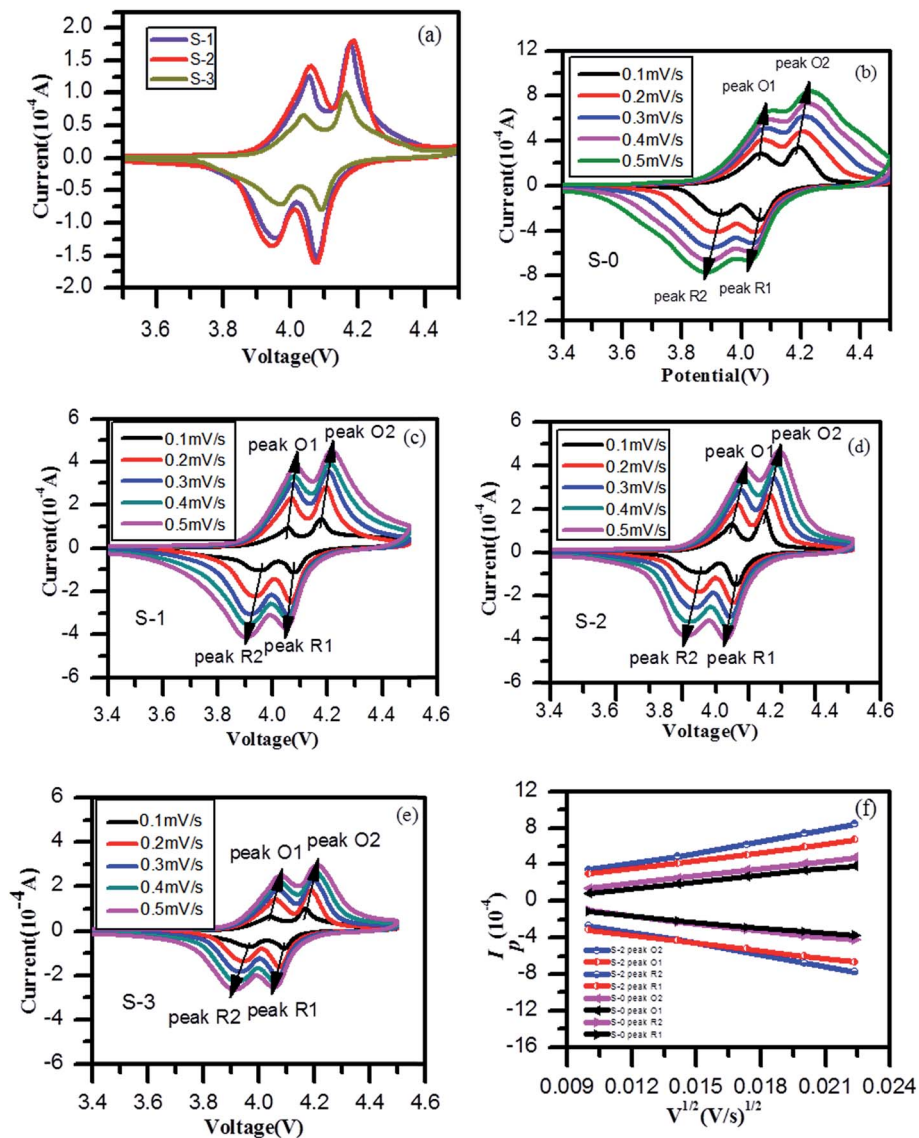 (a)
S-1
S-2
S-3
Current(10⁻⁴ A)
2.0
1.5
1.0
0.5
0.0
-0.5
-1.0
-1.5
2.0
3.6 3.8 4.0 4.2 4.4
Voltage(V)
(b)
0.1mV/s
0.2mV/s
0.3mV/s
0.4mV/s
0.5mV/s
peak O1
peak O2
peak R2
peak R1
S-0
Current(10⁻⁴ A)
12
8
4
0
-4
-8
-12
3.4 3.6 3.8 4.0 4.2 4.4
Potential(V)
(c)
0.1mV/s
0.2mV/s
0.3mV/s
0.4mV/s
0.5mV/s
peak O1
peak O2
peak R2
peak R1
S-1
Current(10⁻⁴ A)
6
4
2
0
-2
-4
-6
3.4 3.6 3.8 4.0 4.2 4.4 4.6
Voltage(V)
(d)
0.1mV/s
0.2mV/s
0.3mV/s
0.4mV/s
0.5mV/s
peak O1
peak O2
peak R2
peak R1
S-2
Current(10⁻⁴ A)
6
4
2
0
-2
-4
-6
3.4 3.6 3.8 4.0 4.2 4.4 4.6
Voltage(V)
(e)
0.1mV/s
0.2mV/s
0.3mV/s
0.4mV/s
0.5mV/s
peak O1
peak O2
peak R2
peak R1
S-3
Current(10⁻⁴ A)
6
4
2
0
-2
-4
-6
3.4 3.6 3.8 4.0 4.2 4.4 4.6
Voltage(V)
(f)
I p (10⁻⁴)
12
8
4
0
-4
-8
-16
S-2 peak O2
S-2 peak O1
S-2 peak R2
S-2 peak R1
S-0 peak O2
S-0 peak O1
S-0 peak R2
S-0 peak R1
0.009 0.012 0.015 0.018 0.021 0.024
V^1/2 (V/s)^1/2